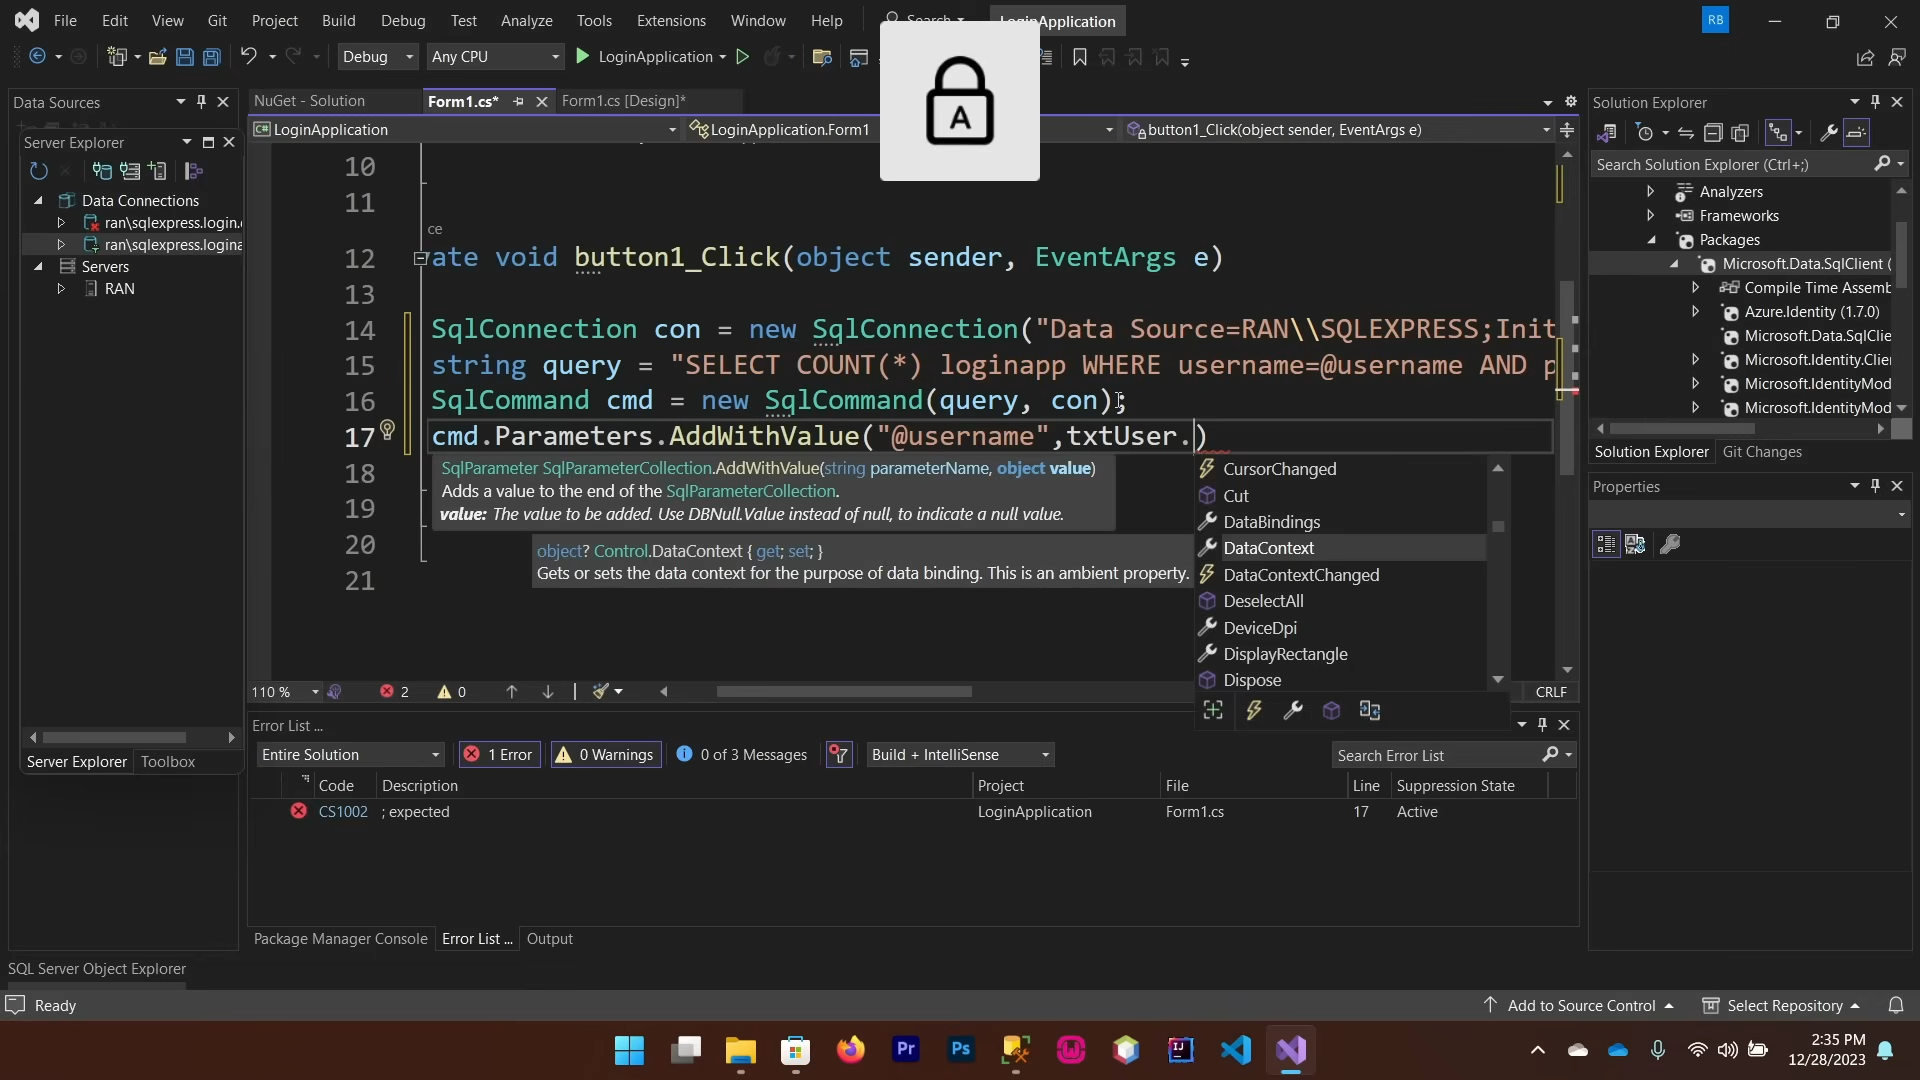 File Edit View Git Project Build Debug Test Analyze Tools Extensions Window Help Search LoginApplication RB
Debug Any CPU LoginApplication
Data Sources
Server Explorer
Data Connections
ran\sqlexpress.login.
ran\sqlexpress.logina
Servers
RAN
Server Explorer Toolbox
SQL Server Object Explorer
NuGet - Solution Form1.cs* Form1.cs [Design]*
LoginApplication LoginApplication.Form1 button1_Click(object sender, EventArgs e)
A
10
11
ce
12 ate void button1_Click(object sender, EventArgs e)
13
14 SqlConnection con = new SqlConnection("Data Source=RAN\\SQLEXPRESS;Init
15 string query = "SELECT COUNT(*) loginapp WHERE username=@username AND p
16 SqlCommand cmd = new SqlCommand(query, con);
17 cmd.Parameters.AddWithValue("@username",txtUser.)
18
19
20
21
SqlParameter SqlParameterCollection.AddWithValue(string parameterName, object value)
Adds a value to the end of the SqlParameterCollection.
value: The value to be added. Use DBNull.Value instead of null, to indicate a null value.
object? Control.DataContext { get; set; }
Gets or sets the data context for the purpose of data binding. This is an ambient property.
CursorChanged
Cut
DataBindings
DataContext
DataContextChanged
DeselectAll
DeviceDpi
DisplayRectangle
Dispose
110 % 2 0 CRLF
Error List ...
Entire Solution 1 Error 0 Warnings 0 of 3 Messages Build + IntelliSense Search Error List
Code Description Project File Line Suppression State
CS1002 ; expected LoginApplication Form1.cs 17 Active
Package Manager Console Error List ... Output
Solution Explorer
Search Solution Explorer (Ctrl+;)
Analyzers
Frameworks
Packages
Microsoft.Data.SqlClient (
Compile Time Assemb
Azure.Identity (1.7.0)
Microsoft.Data.SqlClie
Microsoft.Identity.Clier
Microsoft.IdentityMod
Microsoft.IdentityMod
Solution Explorer Git Changes
Properties
Ready Add to Source Control Select Repository
Pr Ps IJ
2:35 PM
12/28/2023